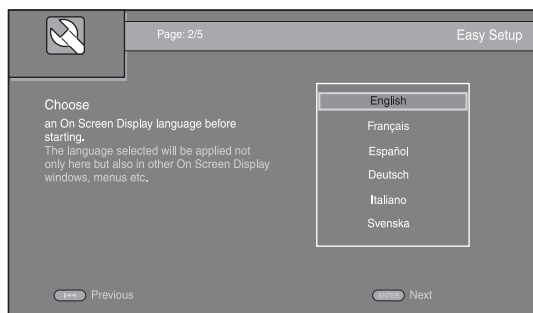 Page: 2/5
Easy Setup
Choose
an On Screen Display language before
starting.
The language selected will be applied not
only here but also in other On Screen Display
windows, menus etc.
English
Français
Español
Deutsch
Italiano
Svenska
Previous
ENTER Next